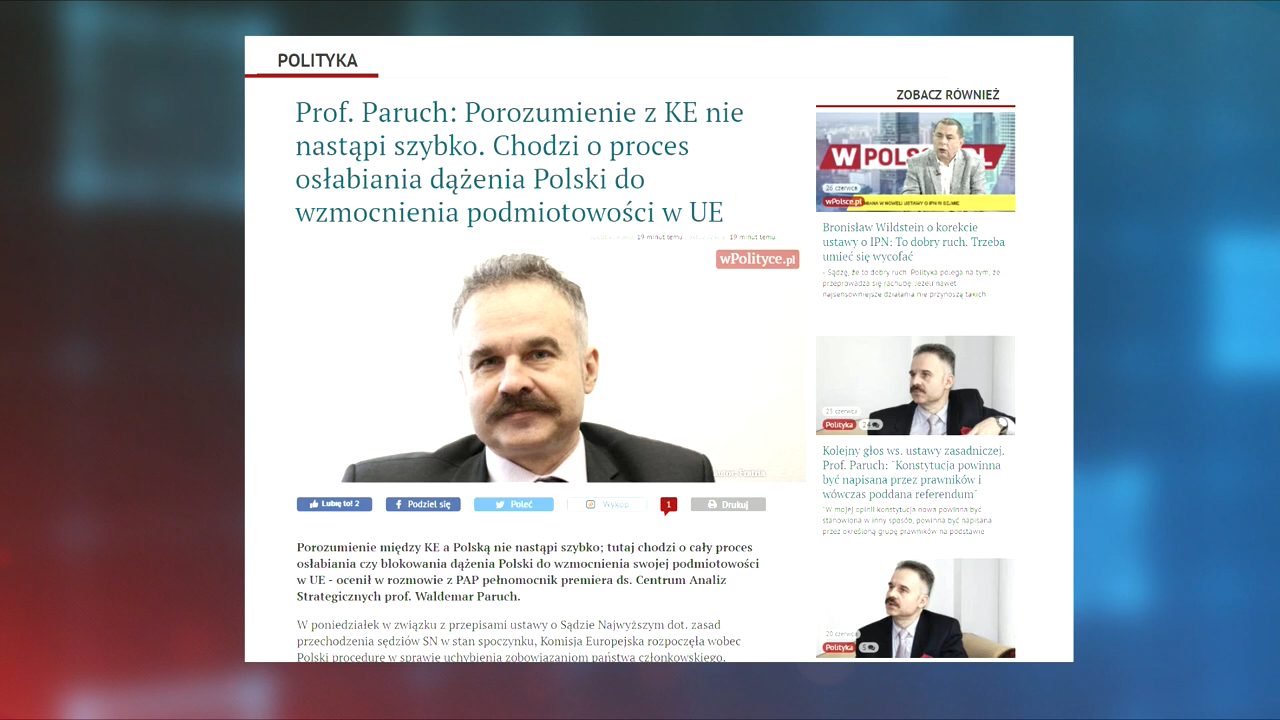 POLITYKA
Prof. Paruch: Porozumienie z KE nie
nastąpi szybko. Chodzi o proces
osłabiania dążenia Polski do
wzmocnienia podmiotowości w UE
19 minut temu 19 minut temu
wPolityce.pl
autor: Fratria
Lubię to! 2
Podziel się
Poleć
Wykop
1
Drukuj
Porozumienie między KE a Polską nie nastąpi szybko; tutaj chodzi o cały proces
osłabiania czy blokowania dążenia Polski do wzmocnienia swojej podmiotowości
w UE - ocenił w rozmowie z PAP pełnomocnik premiera ds. Centrum Analiz
Strategicznych prof. Waldemar Paruch.
W poniedziałek w związku z przepisami ustawy o Sądzie Najwyższym dot. zasad
przechodzenia sędziów SN w stan spoczynku, Komisja Europejska rozpoczęła wobec
Polski procedurę w sprawie uchybienia zobowiązaniom państwa członkowskiego.
ZOBACZ RÓWNIEŻ
26 czerwca
wPolsce.pl
W NOWELI USTAWY O IPN W SEJMIE
Bronisław Wildstein o korekcie
ustawy o IPN: To dobry ruch. Trzeba
umieć się wycofać
- Sądzę, że to dobry ruch. Polityka polega na tym, że
przeprowadza się rachubę. Jeżeli nawet
najsensowniejsze działania nie przynoszą takich
23 czerwca
Polityka 24
Kolejny głos ws. ustawy zasadniczej.
Prof. Paruch: "Konstytucja powinna
być napisana przez prawników i
wówczas poddana referendum"
"W mojej opinii konstytucja nowa powinna być
stanowiona w inny sposób, powinna być napisana
przez określoną grupę prawników na podstawie
20 czerwca
Polityka 5